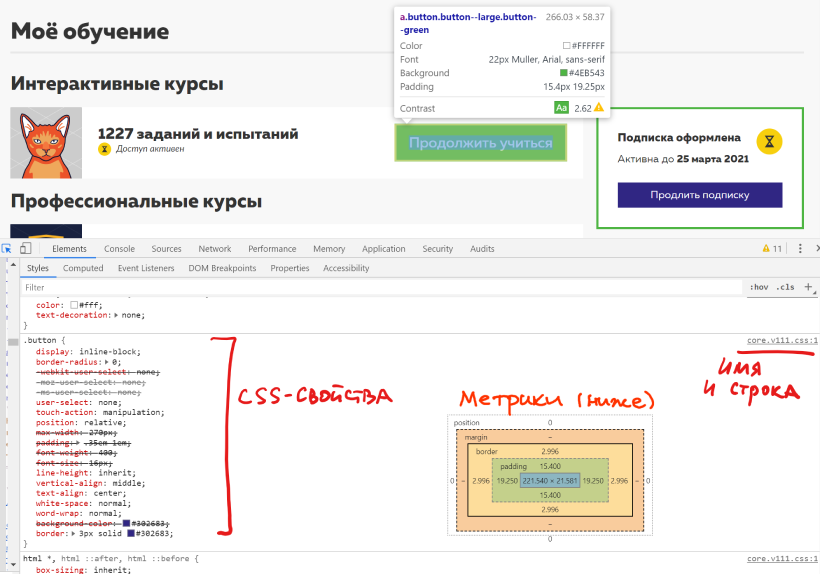 Моё обучение
a.button.button--large.button--green
266.03 × 58.37
Color #FFFFFF
Font 22px Muller, Arial, sans-serif
Background #4EB543
Padding 15.4px 19.25px
Contrast Aa 2.62
Интерактивные курсы
1227 заданий и испытаний
Доступ активен
Продолжить учиться
Подписка оформлена
Активна до 25 марта 2021
Продлить подписку
Профессиональные курсы
Elements Console Sources Network Performance Memory Application Security Audits 11
Styles Computed Event Listeners DOM Breakpoints Properties Accessibility
Filter :hov .cls +
color: #fff;
text-decoration: none;
}
.button { core.v111.css:1
display: inline-block;
border-radius: 0;
-webkit-user-select: none;
-moz-user-select: none;
-ms-user-select: none;
user-select: none;
touch-action: manipulation;
position: relative;
max-width: 270px;
padding: .35em 1em;
font-weight: 400;
font-size: 16px;
line-height: inherit;
vertical-align: middle;
text-align: center;
white-space: normal;
word-wrap: normal;
background-color: #302683;
border: 3px solid #302683;
}
CSS-СВОЙСТВА
ИМЯ
И СТРОКА
Метрики (ниже)
position 0
margin –
border 2.996
padding 15.400
0 – 2.996 19.250 221.540 × 21.581 19.250 2.996 – 0
15.400
2.996
–
0
html *, html ::after, html ::before { core.v111.css:1
box-sizing: inherit;